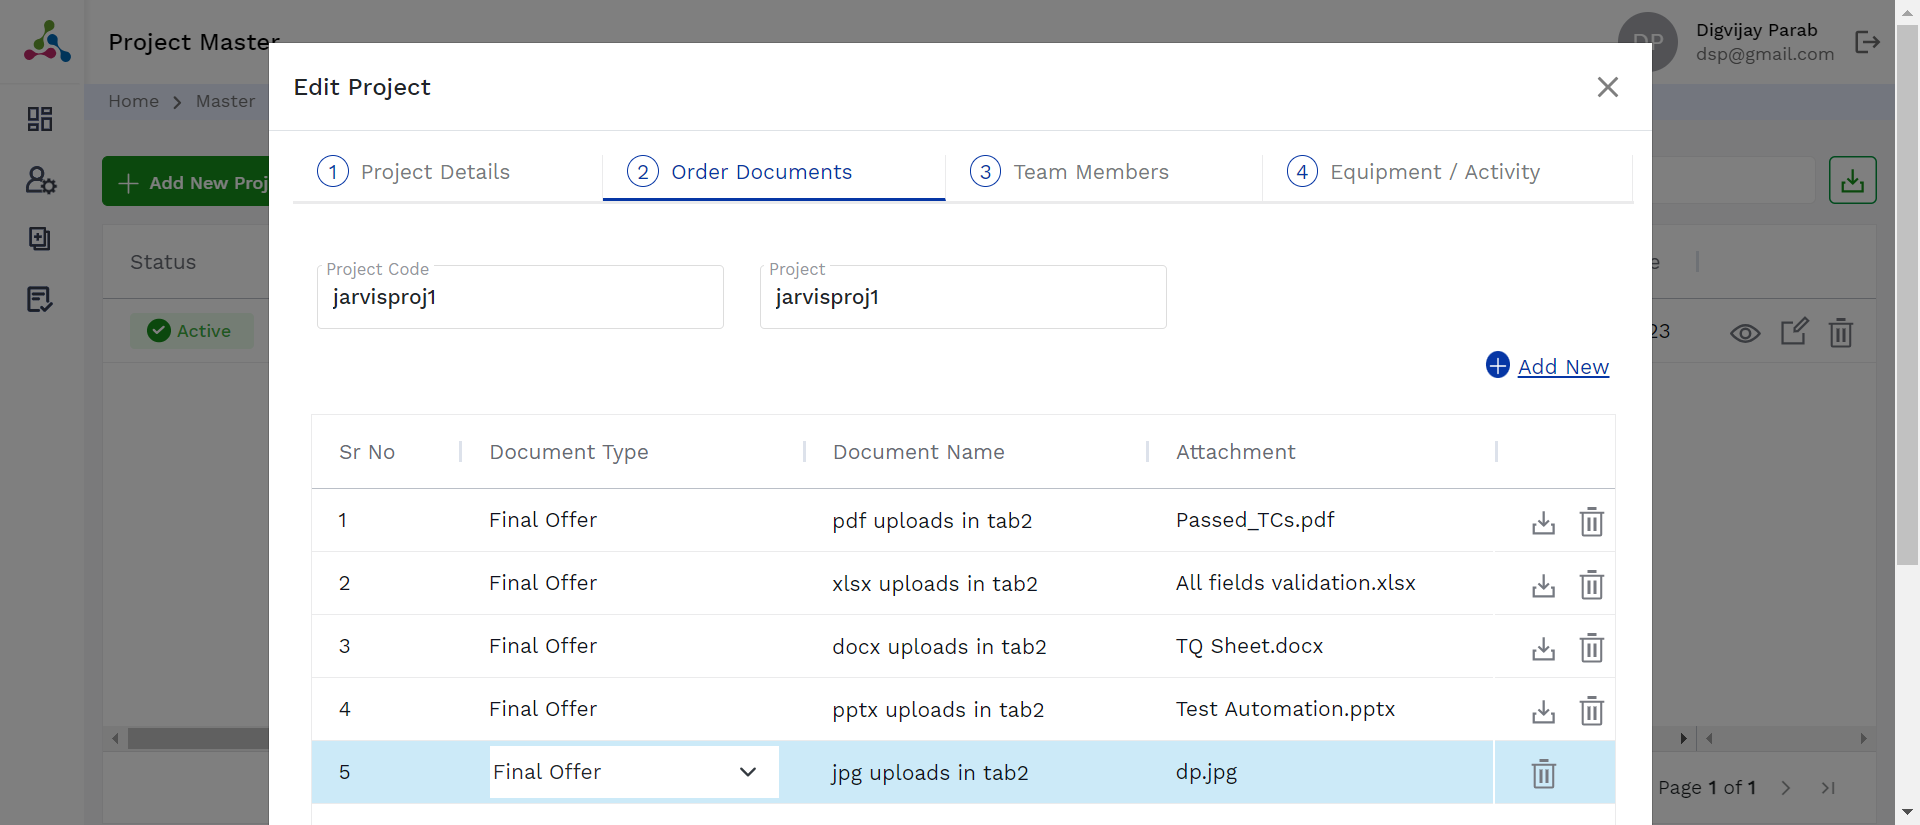 Project Master
DP
Digvijay Parab
dsp@gmail.com
Home
Master
Add New Proj
Status
Active
Edit Project
1 Project Details
2 Order Documents
3 Team Members
4 Equipment / Activity
Project Code
jarvisproj1
Project
jarvisproj1
Add New
Sr No Document Type Document Name Attachment
1 Final Offer pdf uploads in tab2 Passed_TCs.pdf
2 Final Offer xlsx uploads in tab2 All fields validation.xlsx
3 Final Offer docx uploads in tab2 TQ Sheet.docx
4 Final Offer pptx uploads in tab2 Test Automation.pptx
5 Final Offer jpg uploads in tab2 dp.jpg
e
23
Page 1 of 1